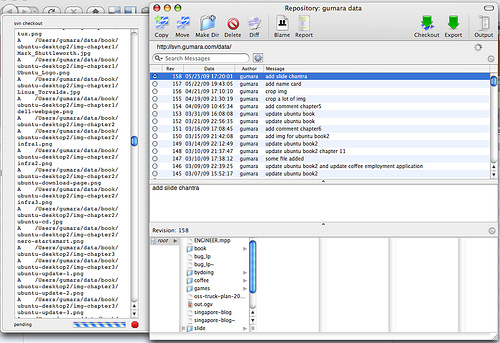 svn checkout
tux.png
A /Users/gumara/data/book/
ubuntu-desktop2/img-chapter1/
Mark_Shuttleworth.jpg
A /Users/gumara/data/book/
ubuntu-desktop2/img-chapter1/
Ubuntu_Logo.png
A /Users/gumara/data/book/
ubuntu-desktop2/img-chapter1/
Linus_Torvalds.jpg
A /Users/gumara/data/book/
ubuntu-desktop2/img-chapter1/
dell-webpage.png
A /Users/gumara/data/book/
ubuntu-desktop2/img-chapter2
A /Users/gumara/data/book/
ubuntu-desktop2/img-chapter2/
infra1.png
A /Users/gumara/data/book/
ubuntu-desktop2/img-chapter2/
infra2.png
A /Users/gumara/data/book/
ubuntu-desktop2/img-chapter2/
ubuntu-download-page.png
A /Users/gumara/data/book/
ubuntu-desktop2/img-chapter2/
infra3.png
A /Users/gumara/data/book/
ubuntu-desktop2/img-chapter2/
ubuntu-cd.jpg
A /Users/gumara/data/book/
ubuntu-desktop2/img-chapter2/
nero-atartsmart.png
A /Users/gumara/data/book/
ubuntu-desktop2/img-chapter3
A /Users/gumara/data/book/
ubuntu-desktop2/img-chapter3/
ubuntu-update-1.png
A /Users/gumara/data/book/
ubuntu-desktop2/img-chapter3/
ubuntu-update-2.png
A /Users/gumara/data/book/
ubuntu-desktop2/img-chapter3/
ubuntu-update-3.png
pending
Repository: gumara data
Copy Move Make Dir Delete Diff Blame Report Checkout Export Output
http://svn.gumara.com/data/
Search Messages
Rev Date Author Message
158 05/25/09 17:20:01 gumara add slide chantra
157 05/22/09 19:43:05 gumara add name card
156 04/21/09 17:10:10 gumara crop img
155 04/19/09 21:30:19 gumara crop a lot of img
154 04/09/09 10:45:34 gumara add comment chapter5
153 03/31/09 16:08:08 gumara update ubuntu book
152 03/21/09 22:56:35 gumara update ubuntu book
151 03/16/09 17:08:45 gumara add comment chapter6
150 03/15/09 21:42:08 gumara add img for ubuntu book2
149 03/14/09 22:12:49 gumara update ubuntu book2
148 03/10/09 21:37:47 gumara update ubuntu book2 chapter 11
147 03/10/09 17:38:12 gumara some file added
146 03/09/09 22:39:25 gumara update ubuntu book2 and update coffee employment application
145 03/07/09 15:52:17 gumara update ubuntu book2
add slide chantra
Revision: 158
root
ENGINEER.mpp
book
bug_lp
bug_lp~
bydoing
coffee
games
oss-truck-plan-20...
out.ogv
singapore-blog
singapore-blog~
slide